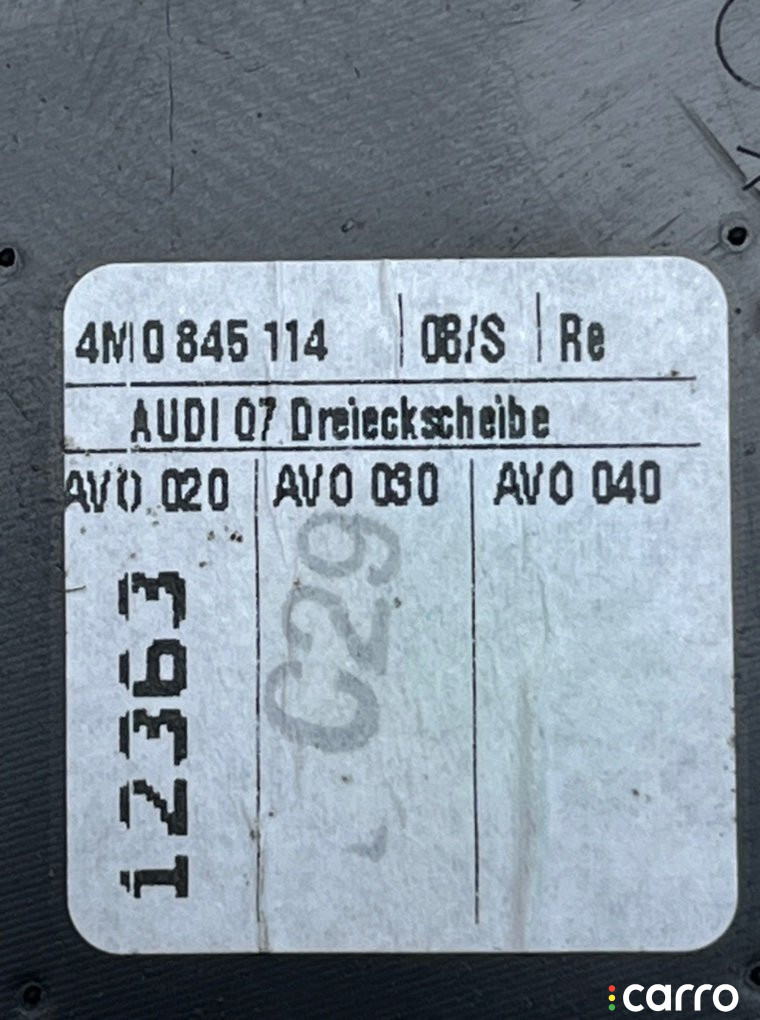 4M0 845 114 08/S Re
AUDI Q7 Dreieckscheibe
AVO 020 AVO 030 AVO 040
12363
C29
carro